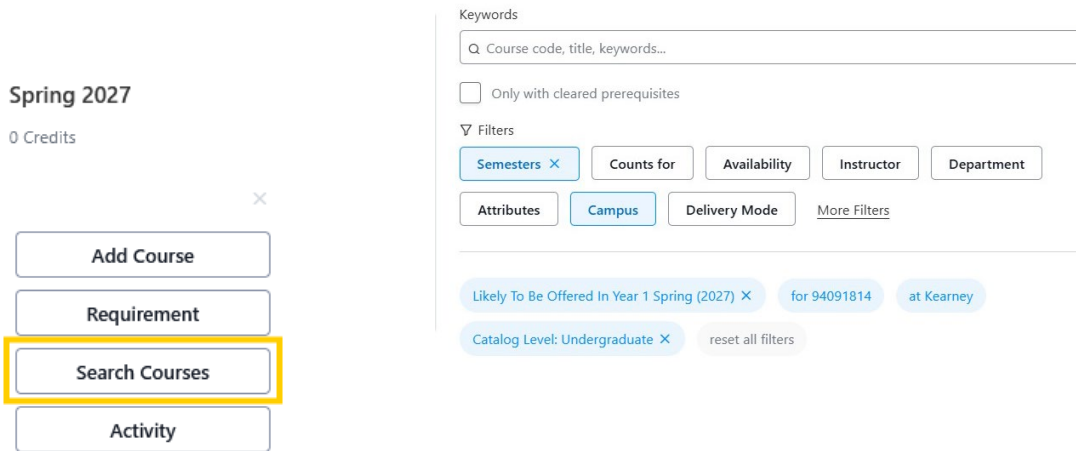 Spring 2027
0 Credits
Add Course
Requirement
Search Courses
Activity
Keywords
Course code, title, keywords...
Only with cleared prerequisites
Filters
Semesters × Counts for Availability Instructor Department
Attributes Campus Delivery Mode More Filters
Likely To Be Offered In Year 1 Spring (2027) × for 94091814 at Kearney
Catalog Level: Undergraduate × reset all filters